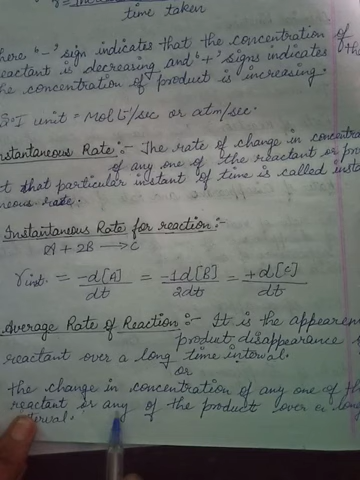 time taken
here "-" sign indicates that the concentration of
reactant is decreasing and "+" signs indicates the
the concentration of product is increasing.
S.I unit = Mol L⁻¹/sec or atm/sec.
Instantaneous Rate:- The rate of change in concentra
of any one of the reactant or pro
at that particular instant of time is called insta
neous rate.
Instantaneous Rate for reaction:-
A + 2B → C
r inst. = -d[A]/dt = -1d[B]/2dt = +d[C]/dt
Average Rate of Reaction:- It is the appearen
product, disappearance
reactant over a long time interval.
or
the change in concentration of any one of th
reactant or any of the product over a long
interval.